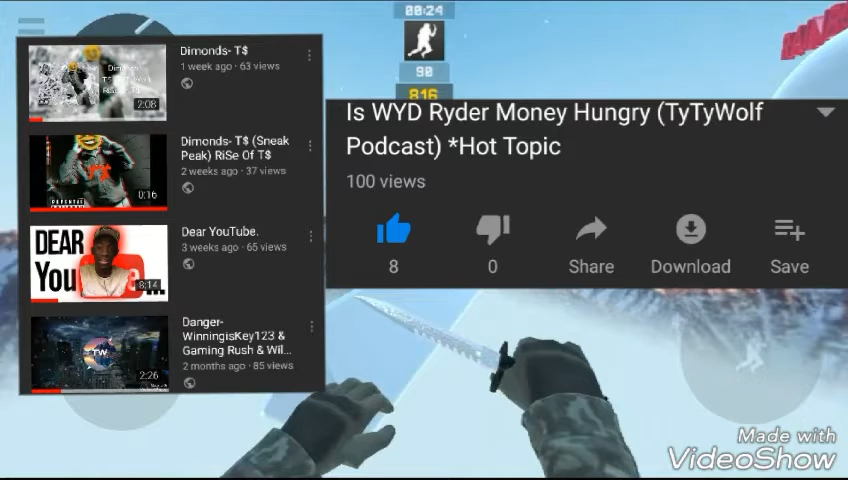 00:24
90
816
Dimonds- T$
1 week ago · 63 views
2:08
Dimonds- T$ (Sneak
Peak) RiSe Of T$
2 weeks ago · 37 views
0:16
Dear YouTube.
3 weeks ago · 65 views
DEAR
You
8:14
Danger-
WinningisKey123 &
Gaming Rush & Wil...
2 months ago · 85 views
TW
2:26
Is WYD Ryder Money Hungry (TyTyWolf
Podcast) *Hot Topic
100 views
8
0
Share
Download
Save
Made with
VideoShow